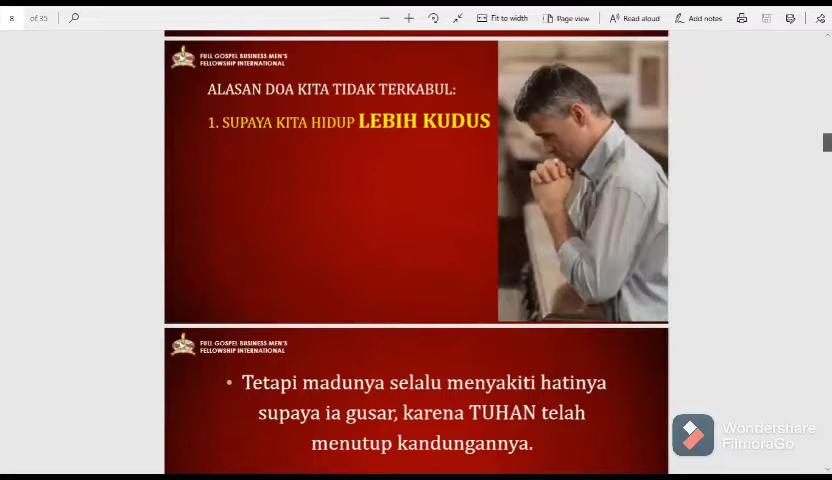 8 of 35 Fit to width Page view Read aloud Add notes
FULL GOSPEL BUSINESS MEN'S
FELLOWSHIP INTERNATIONAL
ALASAN DOA KITA TIDAK TERKABUL:
1. SUPAYA KITA HIDUP LEBIH KUDUS
FULL GOSPEL BUSINESS MEN'S
FELLOWSHIP INTERNATIONAL
• Tetapi madunya selalu menyakiti hatinya
supaya ia gusar, karena TUHAN telah
menutup kandungannya.
Wondershare
FilmoraGo